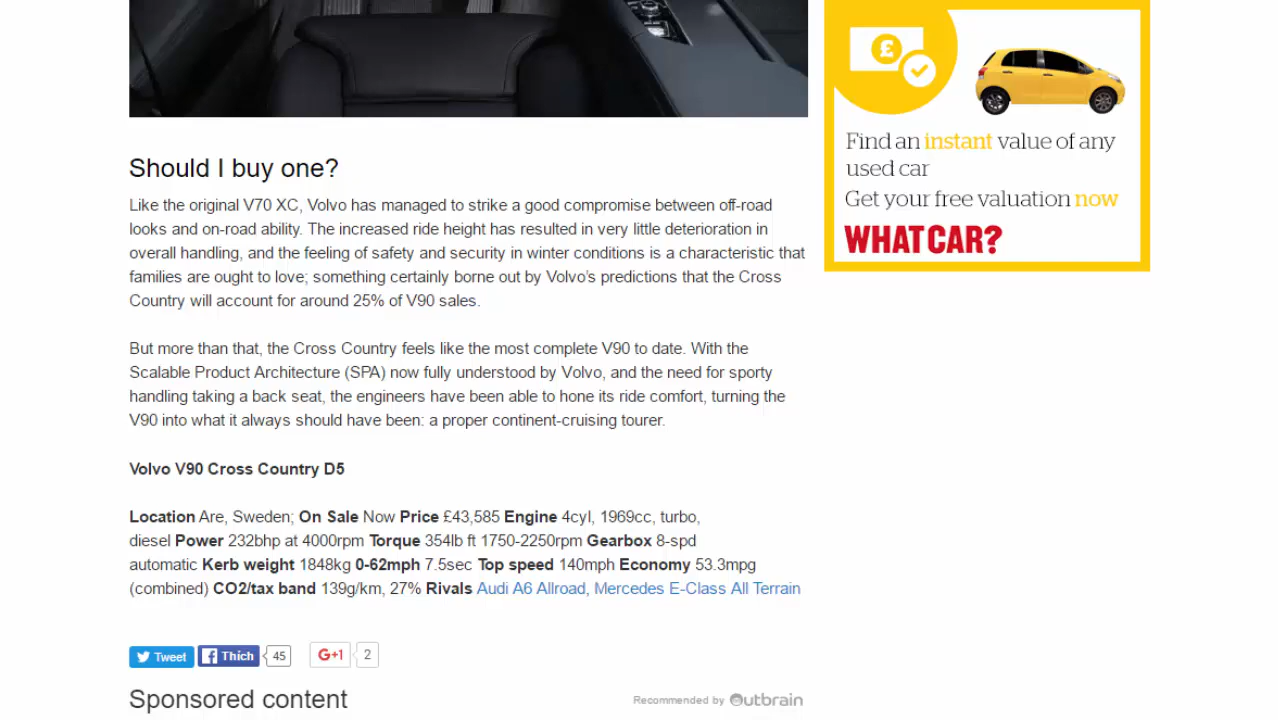 Should I buy one?
Like the original V70 XC, Volvo has managed to strike a good compromise between off-road
looks and on-road ability. The increased ride height has resulted in very little deterioration in
overall handling, and the feeling of safety and security in winter conditions is a characteristic that
families are ought to love; something certainly borne out by Volvo's predictions that the Cross
Country will account for around 25% of V90 sales.
But more than that, the Cross Country feels like the most complete V90 to date. With the
Scalable Product Architecture (SPA) now fully understood by Volvo, and the need for sporty
handling taking a back seat, the engineers have been able to hone its ride comfort, turning the
V90 into what it always should have been: a proper continent-cruising tourer.
Volvo V90 Cross Country D5
Location Are, Sweden; On Sale Now Price £43,585 Engine 4cyl, 1969cc, turbo,
diesel Power 232bhp at 4000rpm Torque 354lb ft 1750-2250rpm Gearbox 8-spd
automatic Kerb weight 1848kg 0-62mph 7.5sec Top speed 140mph Economy 53.3mpg
(combined) CO2/tax band 139g/km, 27% Rivals Audi A6 Allroad, Mercedes E-Class All Terrain
Tweet Thich 45 G+1 2
Sponsored content
Recommended by Outbrain
£
Find an instant value of any
used car
Get your free valuation now
WHATCAR?